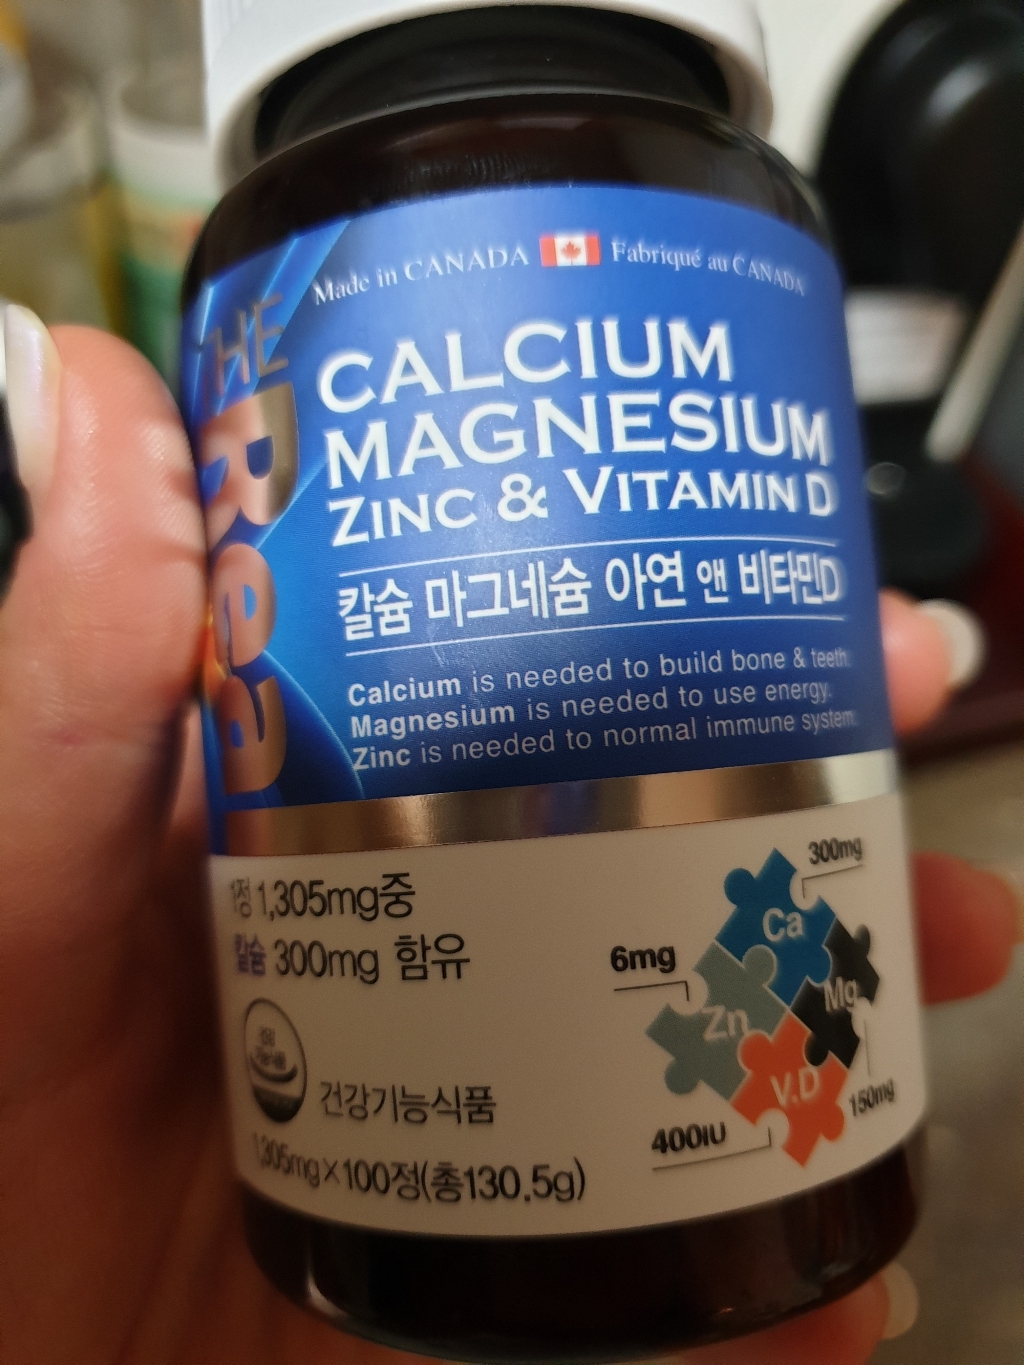 Made in CANADA Fabriqué au CANADA
THE Real
CALCIUM
MAGNESIUM
ZINC & VITAMIN D
칼슘 마그네슘 아연 앤 비타민D
Calcium is needed to build bone & teeth.
Magnesium is needed to use energy.
Zinc is needed to normal immune system.
1정 1,305mg중
칼슘 300mg 함유
건강기능식품
1,305mg×100정(총130.5g)
300mg
Ca
6mg
Zn
Mg
150mg
V.D
400IU